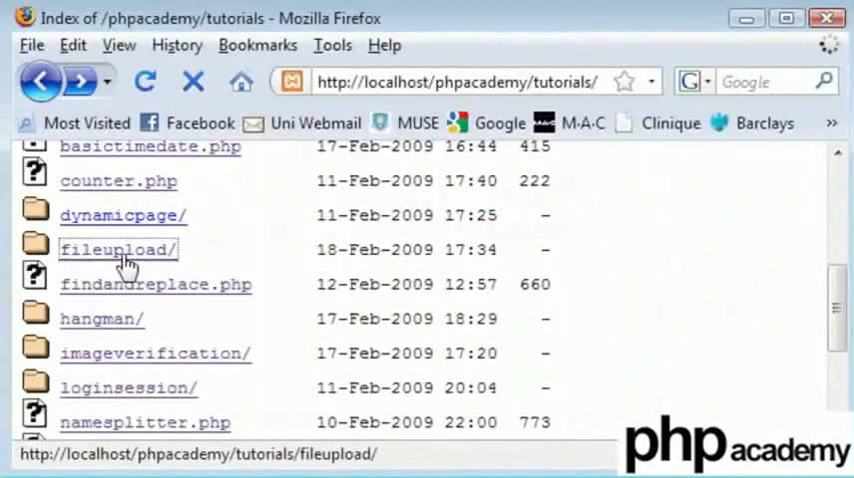 Index of /phpacademy/tutorials - Mozilla Firefox
File Edit View History Bookmarks Tools Help
http://localhost/phpacademy/tutorials/ G Google
Most Visited Facebook Uni Webmail MUSE Google M·A·C Clinique Barclays »
basictimedate.php 17-Feb-2009 16:44 415
counter.php 11-Feb-2009 17:40 222
dynamicpage/ 11-Feb-2009 17:25 -
fileupload/ 18-Feb-2009 17:34 -
findandreplace.php 12-Feb-2009 12:57 660
hangman/ 17-Feb-2009 18:29 -
imageverification/ 17-Feb-2009 17:20 -
loginsession/ 11-Feb-2009 20:04 -
namesplitter.php 10-Feb-2009 22:00 773
http://localhost/phpacademy/tutorials/fileupload/
php academy